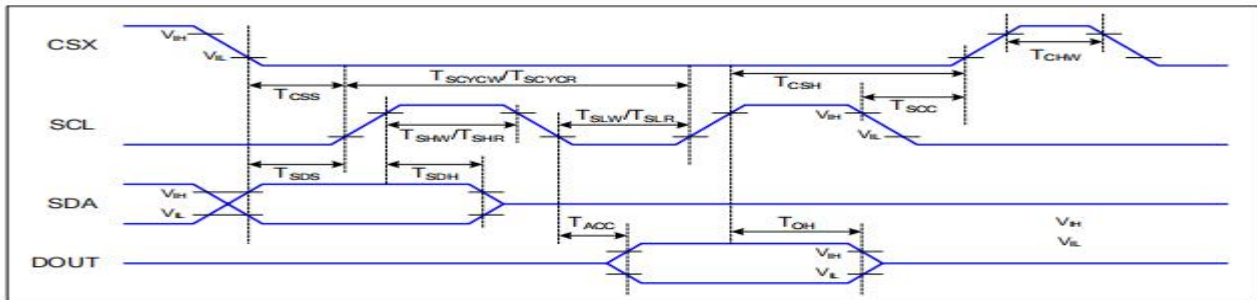 CSX
VIH
VIL
TCHW
TSCYCW/TSCYCR
TCSS
TCSH
TSCC
SCL
TSHW/TSHR
TSLW/TSLR
VIH
VIL
TSDS
TSDH
SDA
VIH
VIL
TACC
TOH
VIH
VIL
DOUT
VIH
VIL